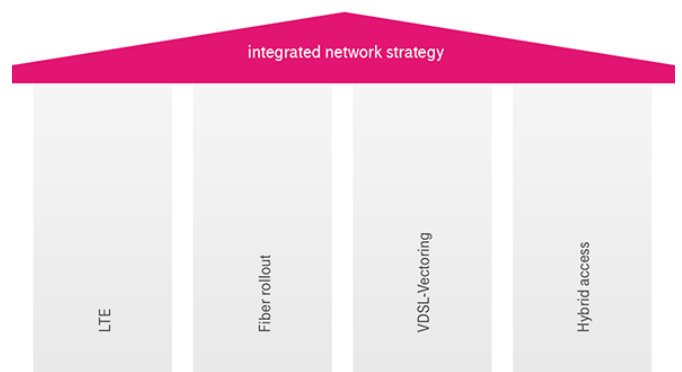 integrated network strategy
LTE
Fiber rollout
VDSL-Vectoring
Hybrid access